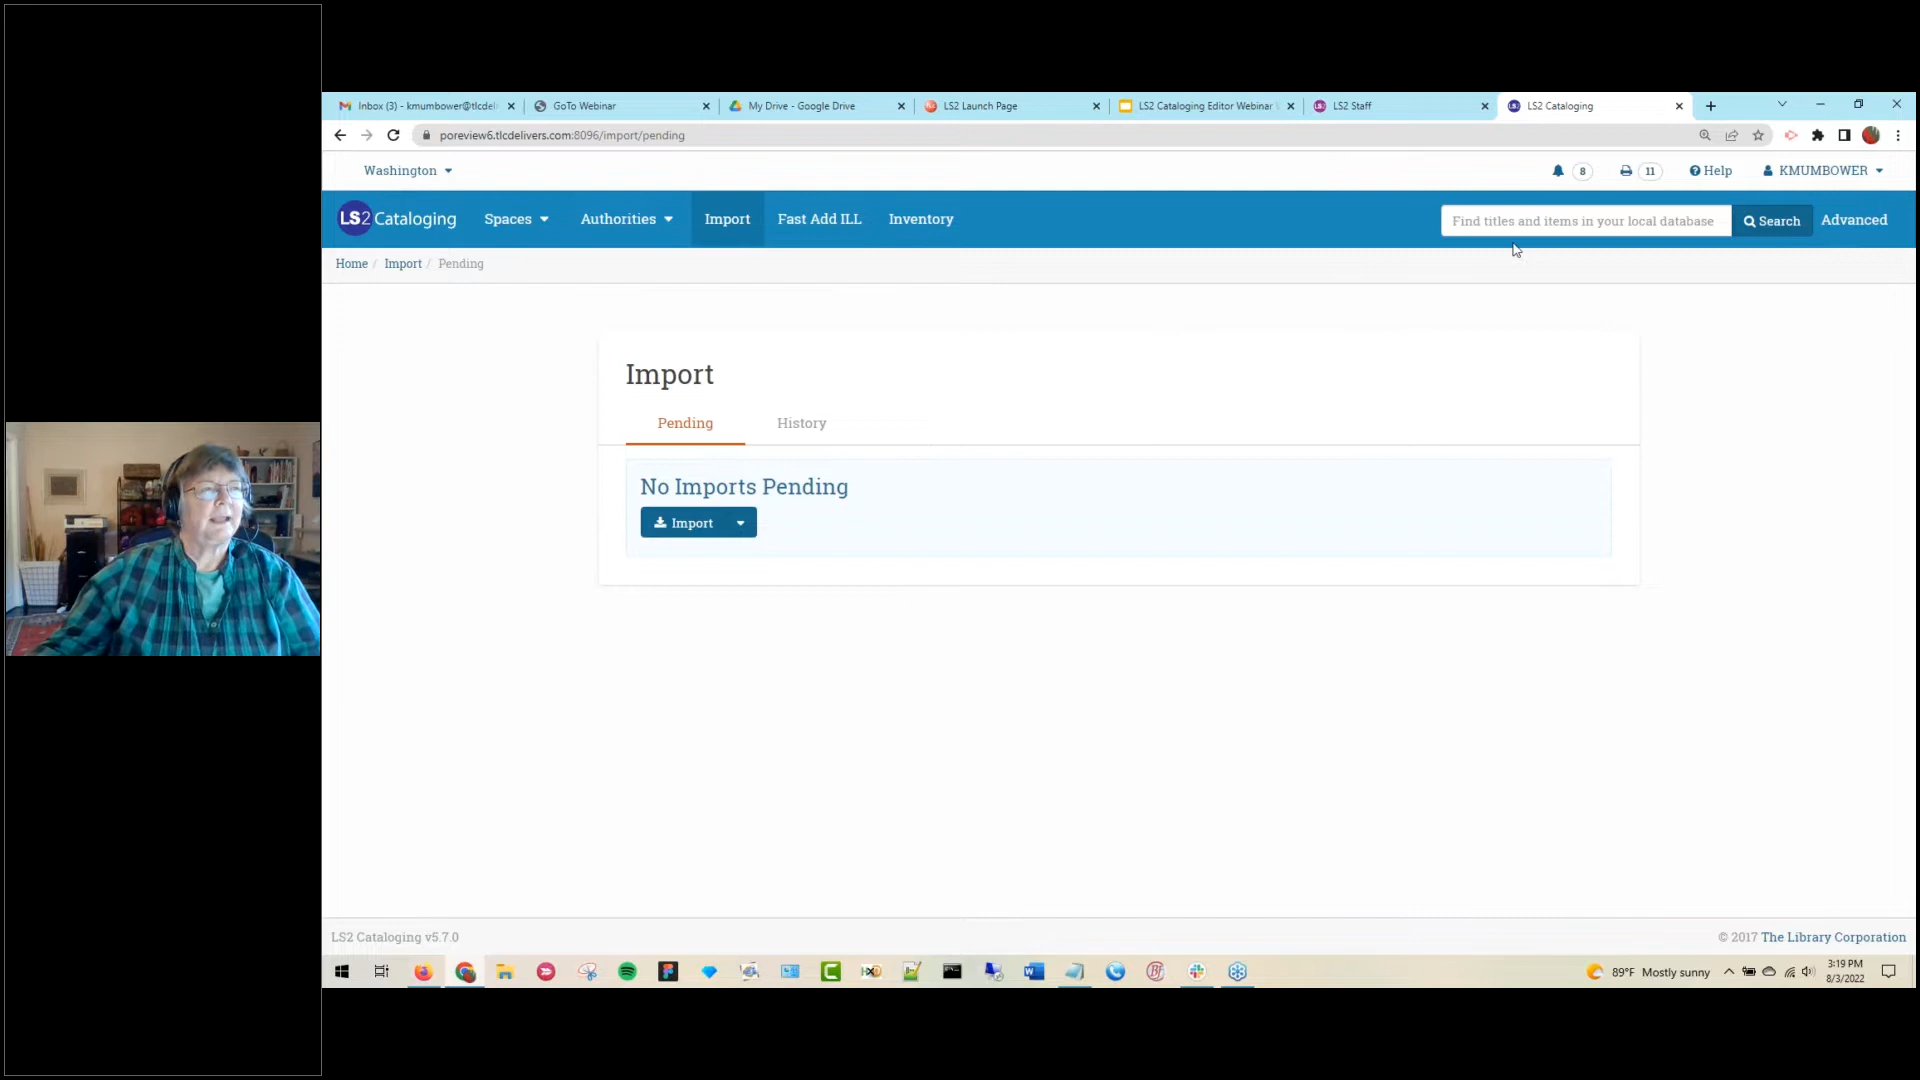 Inbox (3) - kmumbower@tlcdel
GoTo Webinar
My Drive - Google Drive
LS2 Launch Page
LS2 Cataloging Editor Webinar
LS2 Staff
LS2 Cataloging
poreview6.tlcdelivers.com:8096/import/pending
Washington
8
11
Help
KMUMBOWER
LS2 Cataloging
Spaces
Authorities
Import
Fast Add ILL
Inventory
Find titles and items in your local database
Search
Advanced
Home / Import / Pending
Import
Pending
History
No Imports Pending
Import
LS2 Cataloging v5.7.0
© 2017 The Library Corporation
89°F Mostly sunny
3:19 PM
8/3/2022